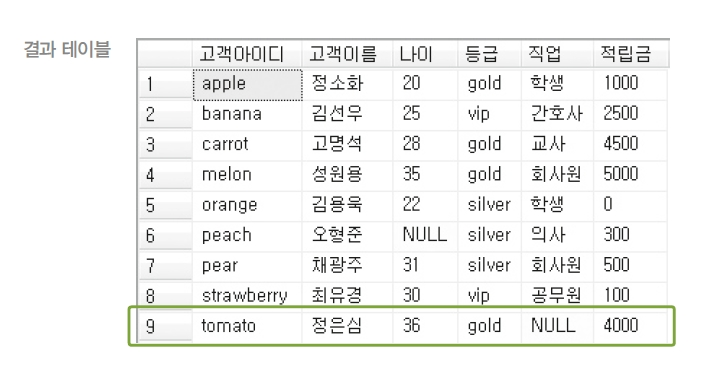 결과 테이블
고객아이디 고객이름 나이 등급 직업 적립금
1 apple 정소화 20 gold 학생 1000
2 banana 김선우 25 vip 간호사 2500
3 carrot 고명석 28 gold 교사 4500
4 melon 성원용 35 gold 회사원 5000
5 orange 김용욱 22 silver 학생 0
6 peach 오형준 NULL silver 의사 300
7 pear 채광주 31 silver 회사원 500
8 strawberry 최유경 30 vip 공무원 100
9 tomato 정은심 36 gold NULL 4000